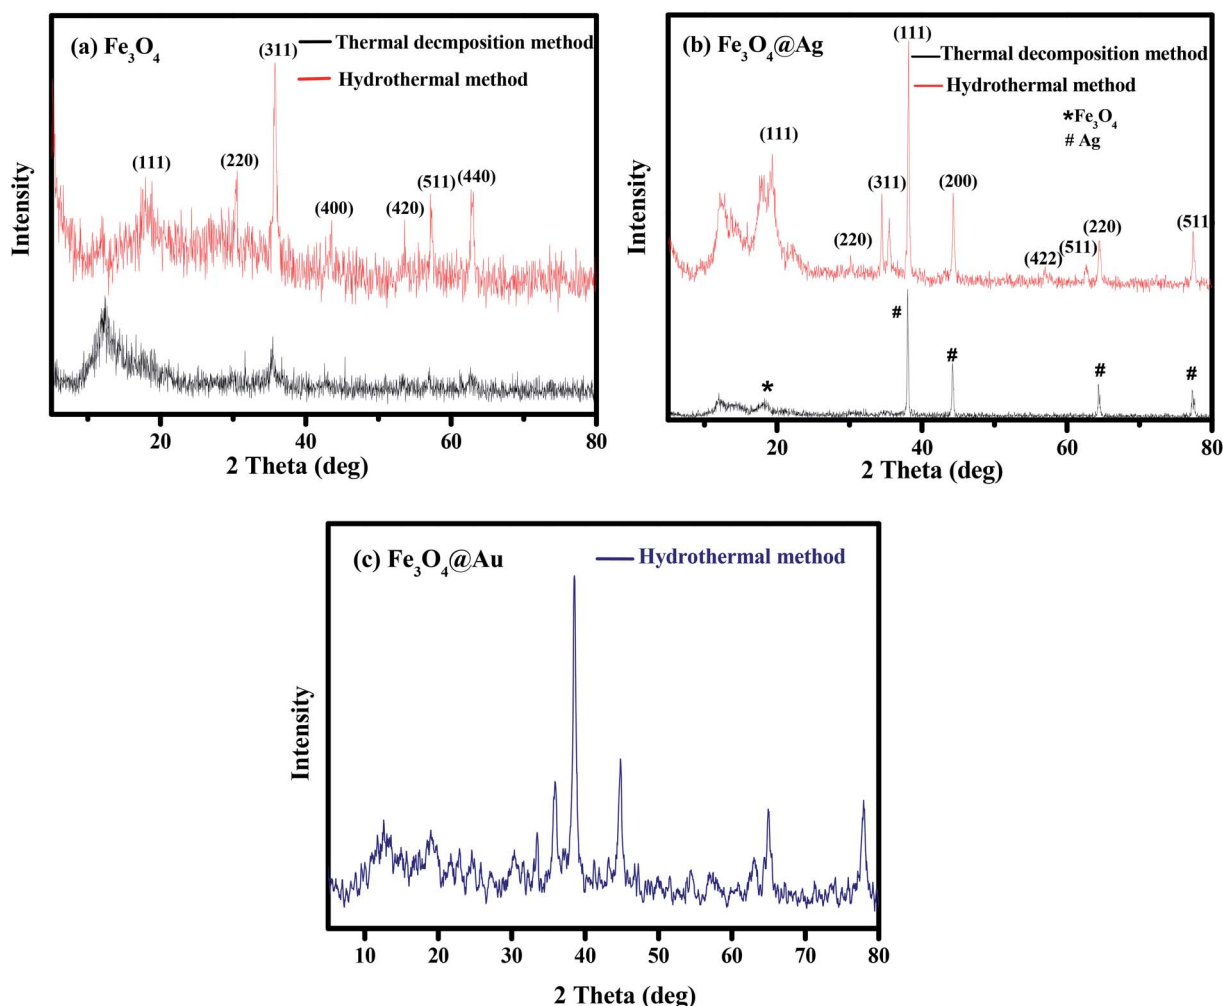 (a) Fe3O4
Thermal decmposition method
Hydrothermal method
(311)
(111)
(220)
(400)
(420)
(511)
(440)
Intensity
20
40
60
80
2 Theta (deg)
(b) Fe3O4@Ag
(111)
Thermal decomposition method
Hydrothermal method
*Fe3O4
# Ag
(111)
(311)
(200)
(220)
(422)
(511)
(220)
(511)
#
#
#
#
*
Intensity
20
40
60
80
2 Theta (deg)
(c) Fe3O4@Au
Hydrothermal method
Intensity
10
20
30
40
50
60
70
80
2 Theta (deg)